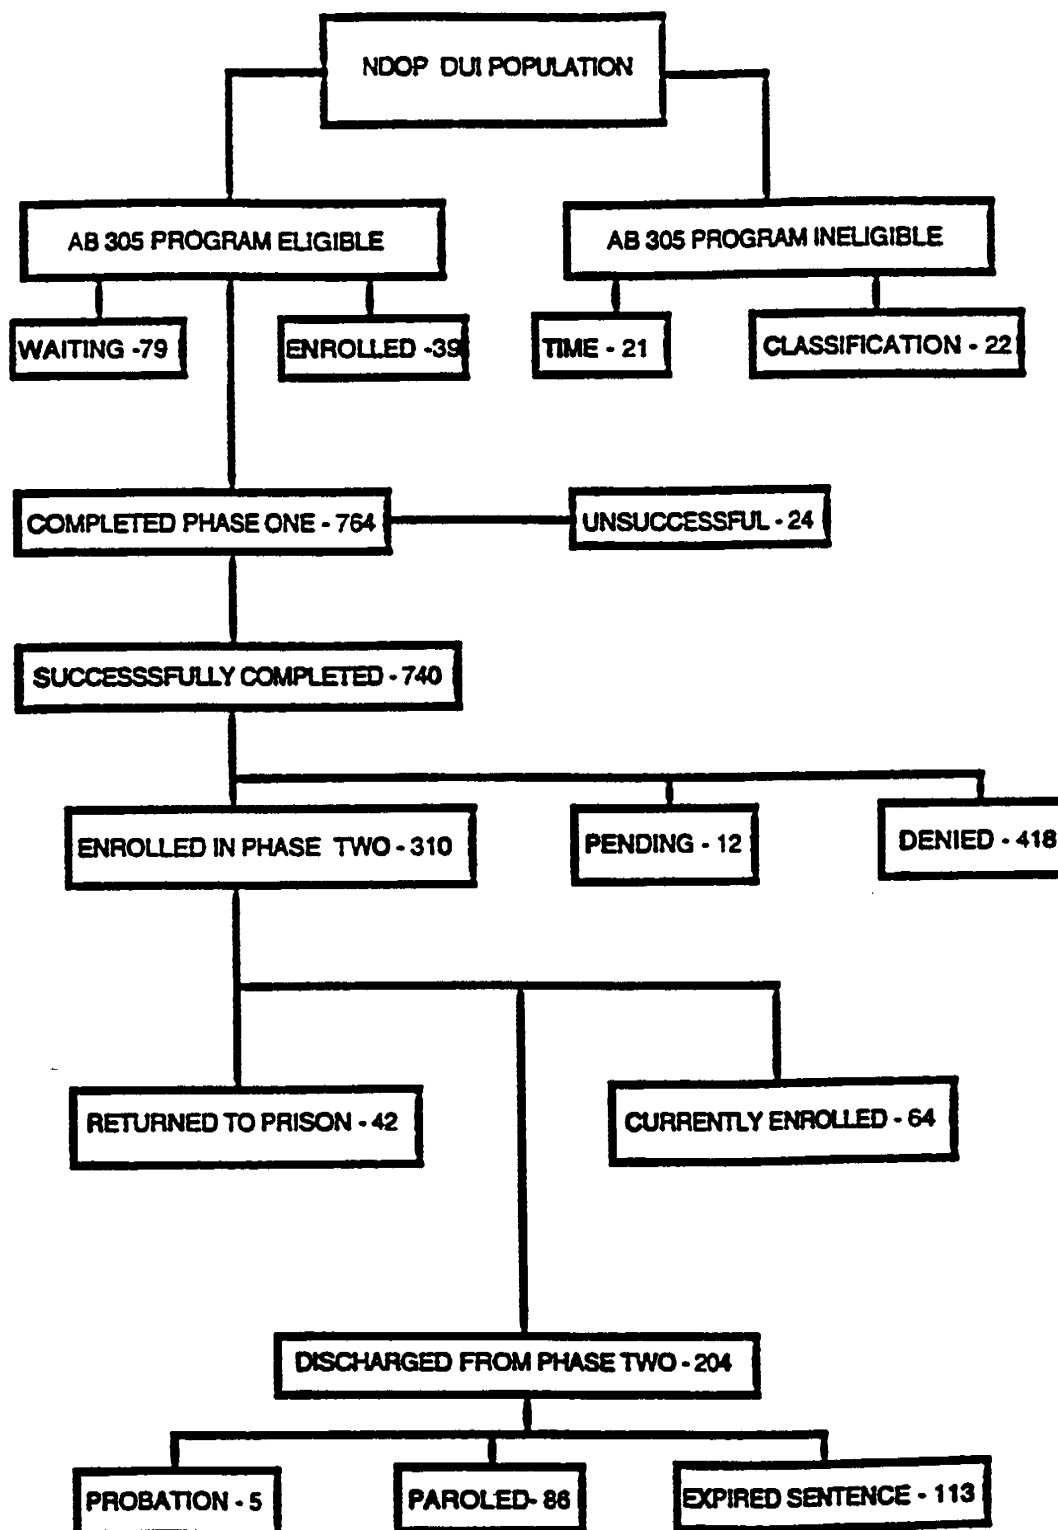 NDOP DUI POPULATION
AB 305 PROGRAM ELIGIBLE
AB 305 PROGRAM INELIGIBLE
WAITING -79
ENROLLED -39
TIME - 21
CLASSIFICATION - 22
COMPLETED PHASE ONE - 764
UNSUCCESSFUL - 24
SUCCESSSFULLY COMPLETED - 740
ENROLLED IN PHASE TWO - 310
PENDING - 12
DENIED - 418
RETURNED TO PRISON - 42
CURRENTLY ENROLLED - 64
DISCHARGED FROM PHASE TWO - 204
PROBATION - 5
PAROLED- 86
EXPIRED SENTENCE - 113